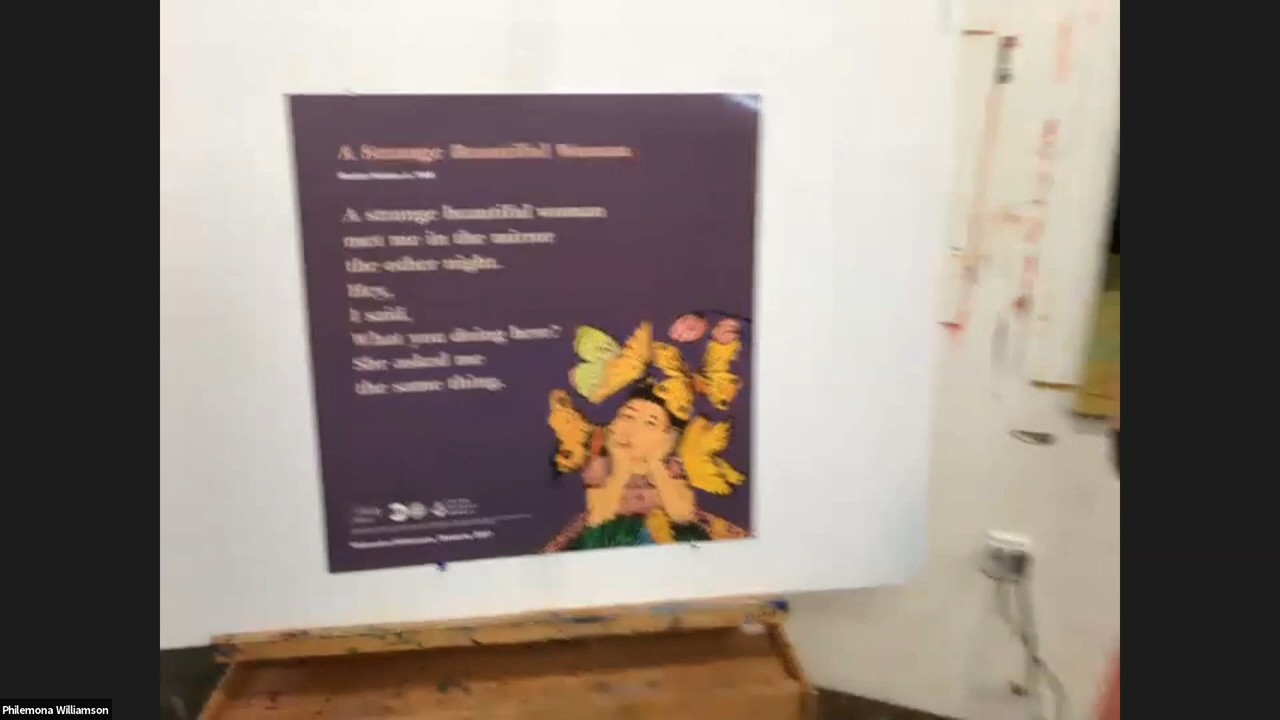 A Strange Beautiful Woman
A strange beautiful woman
met me in the mirror
the other night.
Hey,
I said,
What you doing here?
She asked me
the same thing.
Philemona Williamson